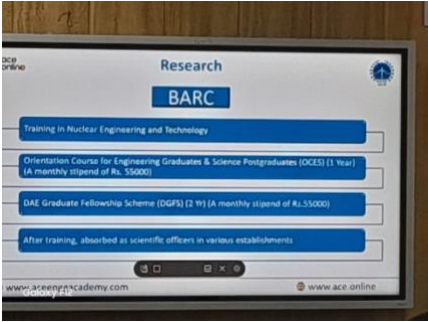 ace
online
Research
BARC
Training in Nuclear Engineering and Technology
Orientation Course for Engineering Graduates & Science Postgraduates (OCES) (1 Year)
(A monthly stipend of Rs. 55000)
DAE Graduate Fellowship Scheme (DGFS) (2 Yr) (A monthly stipend of Rs.55000)
After training, absorbed as scientific officers in various establishments
www.aceenggacademy.com
www.ace.online
Galaxy